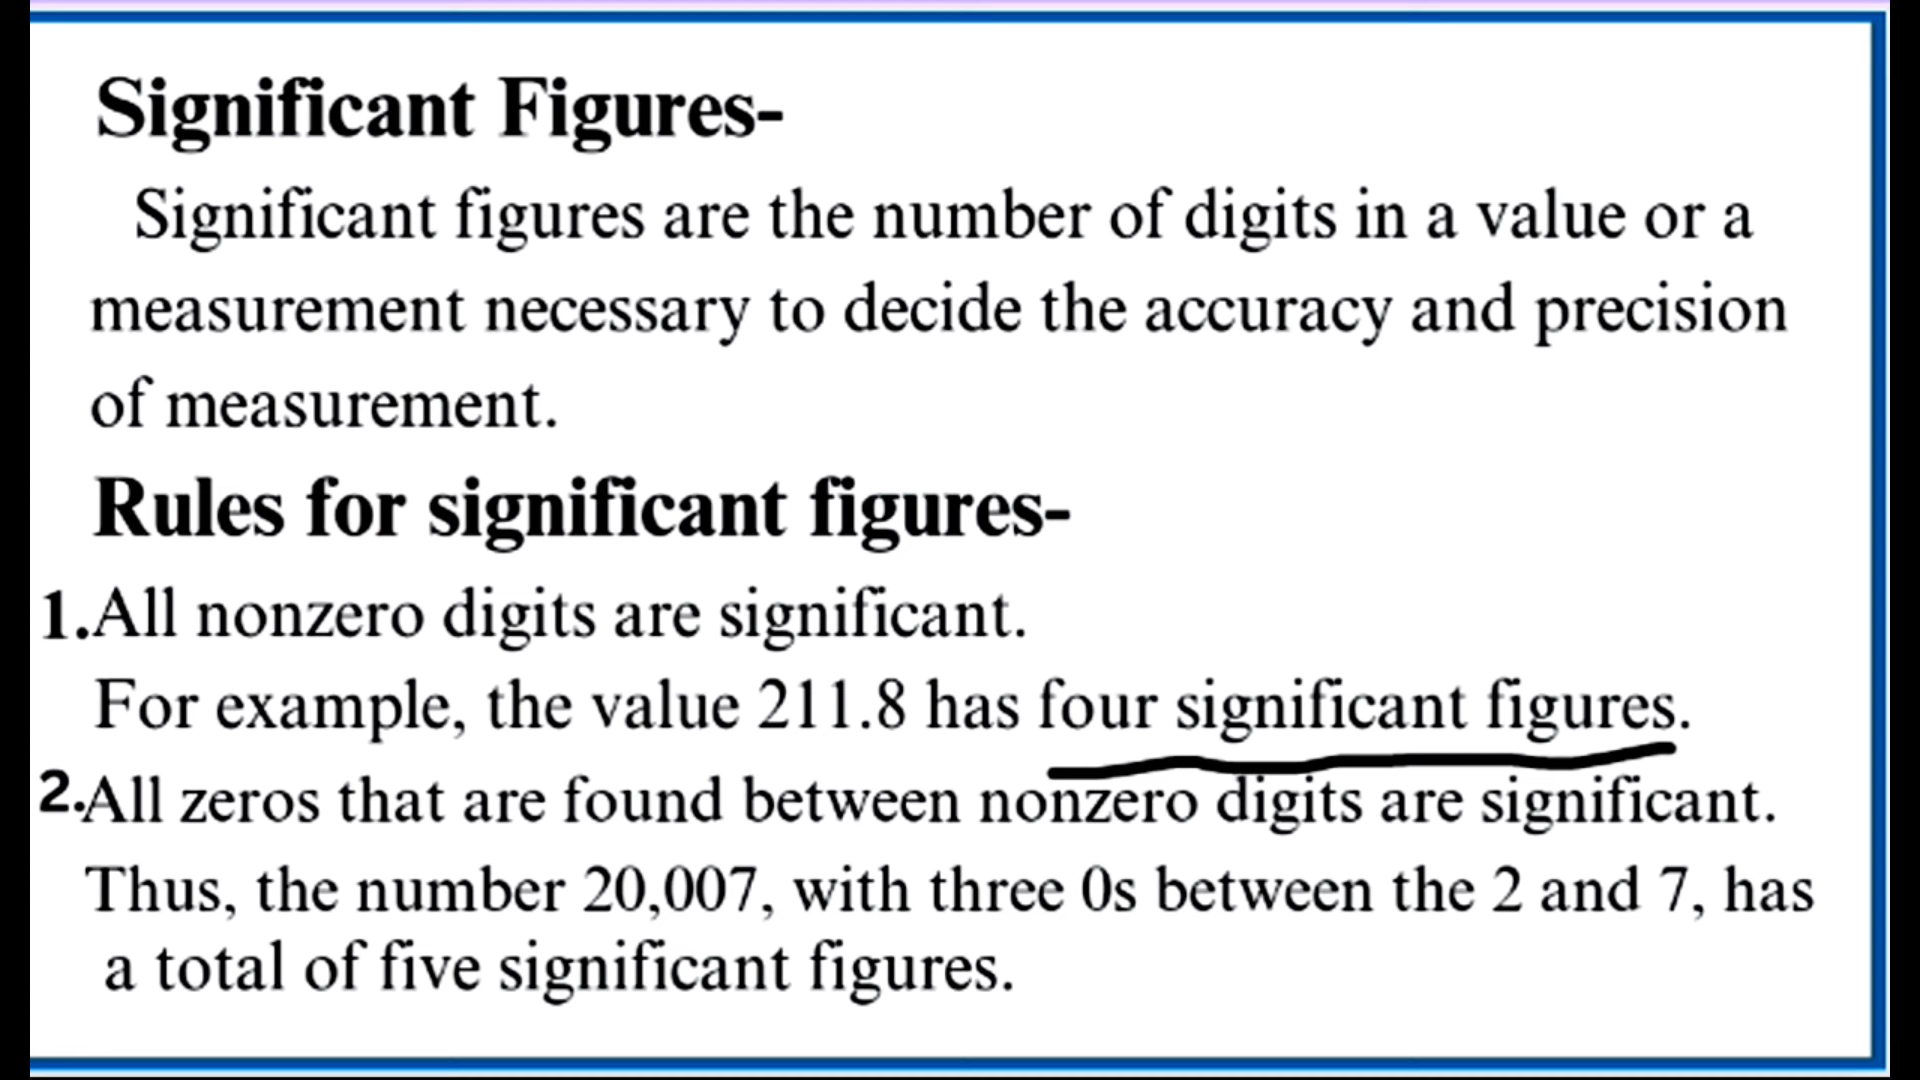 Significant Figures-
Significant figures are the number of digits in a value or a
measurement necessary to decide the accuracy and precision
of measurement.
Rules for significant figures-
1.All nonzero digits are significant.
For example, the value 211.8 has four significant figures.
2.All zeros that are found between nonzero digits are significant.
Thus, the number 20,007, with three 0s between the 2 and 7, has
a total of five significant figures.